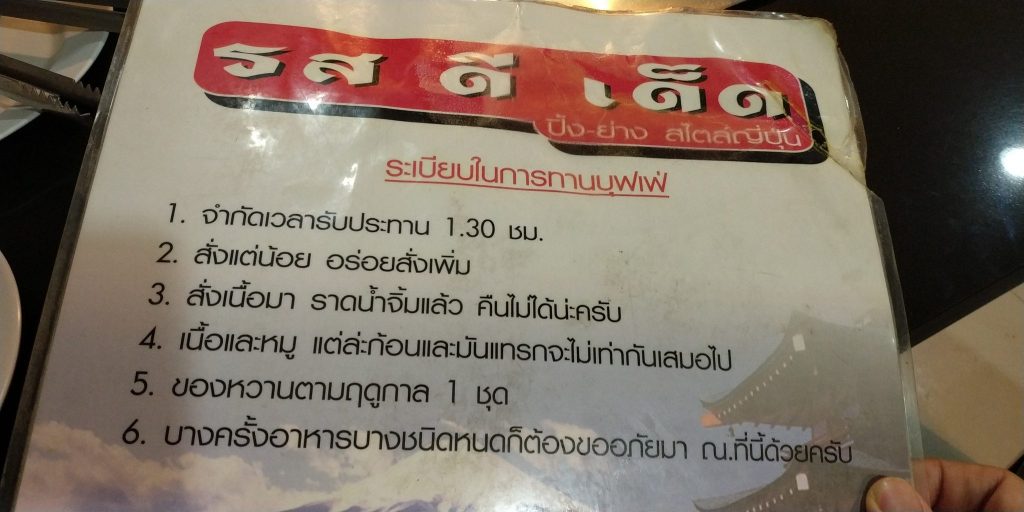 รส ดี เด็ด
ปิ้ง-ย่าง สไตล์ญี่ปุ่น
ระเบียบในการทานบุฟเฟ่
1. จำกัดเวลารับประทาน 1.30 ชม.
2. สั่งแต่น้อย อร่อยสั่งเพิ่ม
3. สั่งเนื้อมา ราดน้ำจิ้มแล้ว คืนไม่ได้น่ะครับ
4. เนื้อและหมู แต่ล่ะก้อนและมันแทรกจะไม่เท่ากันเสมอไป
5. ของหวานตามฤดูกาล 1 ชุด
6. บางครั้งอาหารบางชนิดหนดก็ต้องขออภัยมา ณ.ที่นี้ด้วยครับ